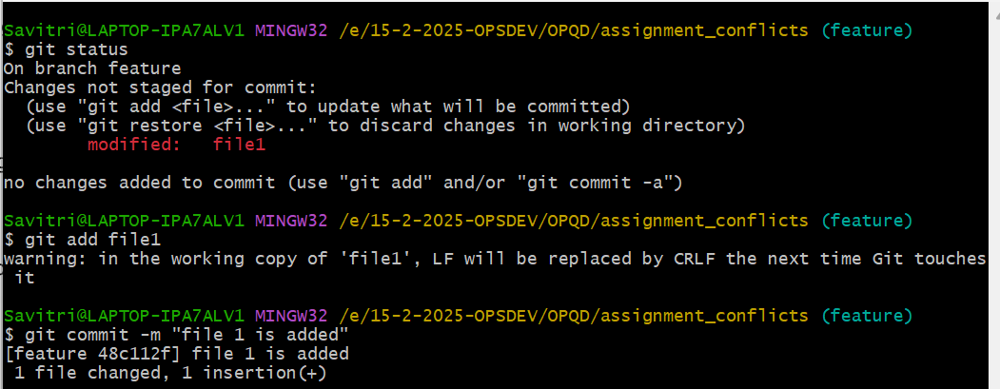 Savitri@LAPTOP-IPA7ALV1 MINGW32 /e/15-2-2025-OPSDEV/OPQD/assignment_conflicts (feature)
$ git status
On branch feature
Changes not staged for commit:
  (use "git add <file>..." to update what will be committed)
  (use "git restore <file>..." to discard changes in working directory)
        modified:   file1

no changes added to commit (use "git add" and/or "git commit -a")

Savitri@LAPTOP-IPA7ALV1 MINGW32 /e/15-2-2025-OPSDEV/OPQD/assignment_conflicts (feature)
$ git add file1
warning: in the working copy of 'file1', LF will be replaced by CRLF the next time Git touches
 it

Savitri@LAPTOP-IPA7ALV1 MINGW32 /e/15-2-2025-OPSDEV/OPQD/assignment_conflicts (feature)
$ git commit -m "file 1 is added"
[feature 48c112f] file 1 is added
 1 file changed, 1 insertion(+)